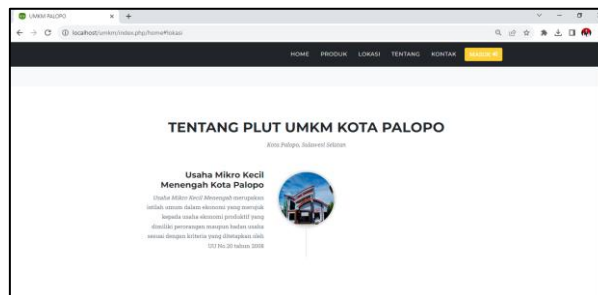 UMKM PALOPO
localhost/umkm/index.php/home#lokasi
HOME PRODUK LOKASI TENTANG KONTAK MASUK
TENTANG PLUT UMKM KOTA PALOPO
Kota Palopo, Sulawesi Selatan
Usaha Mikro Kecil
Menengah Kota Palopo
Usaha Mikro Kecil Menengah merupakan
istilah umum dalam ekonomi yang merujuk
kepada usaha ekonomi produktif yang
dimiliki perorangan maupun badan usaha
sesuai dengan kriteria yang ditetapkan oleh
UU No. 20 tahun 2008